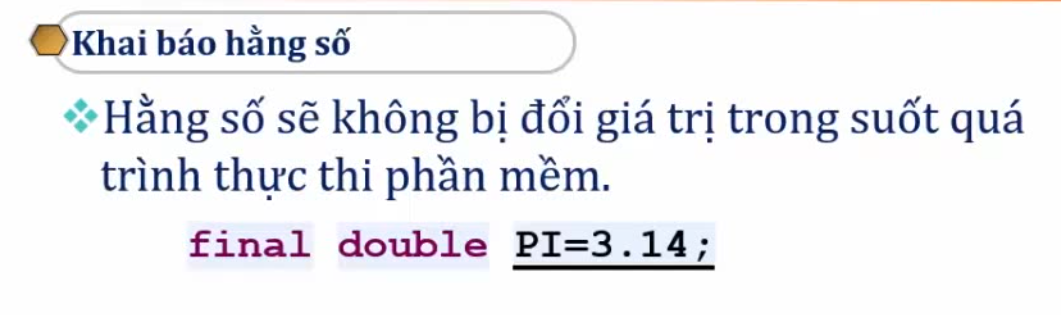 Khai báo hằng số
Hằng số sẽ không bị đổi giá trị trong suốt quá
trình thực thi phần mềm.
final double PI=3.14;